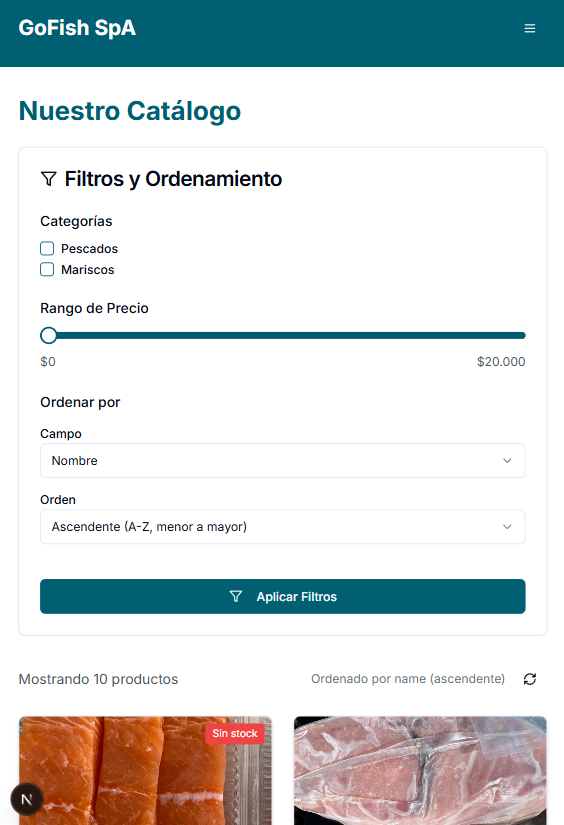 GoFish SpA
Nuestro Catálogo
Filtros y Ordenamiento
Categorías
Pescados
Mariscos
Rango de Precio
$0 $20.000
Ordenar por
Campo
Nombre
Orden
Ascendente (A-Z, menor a mayor)
Aplicar Filtros
Mostrando 10 productos Ordenado por name (ascendente)
Sin stock
N